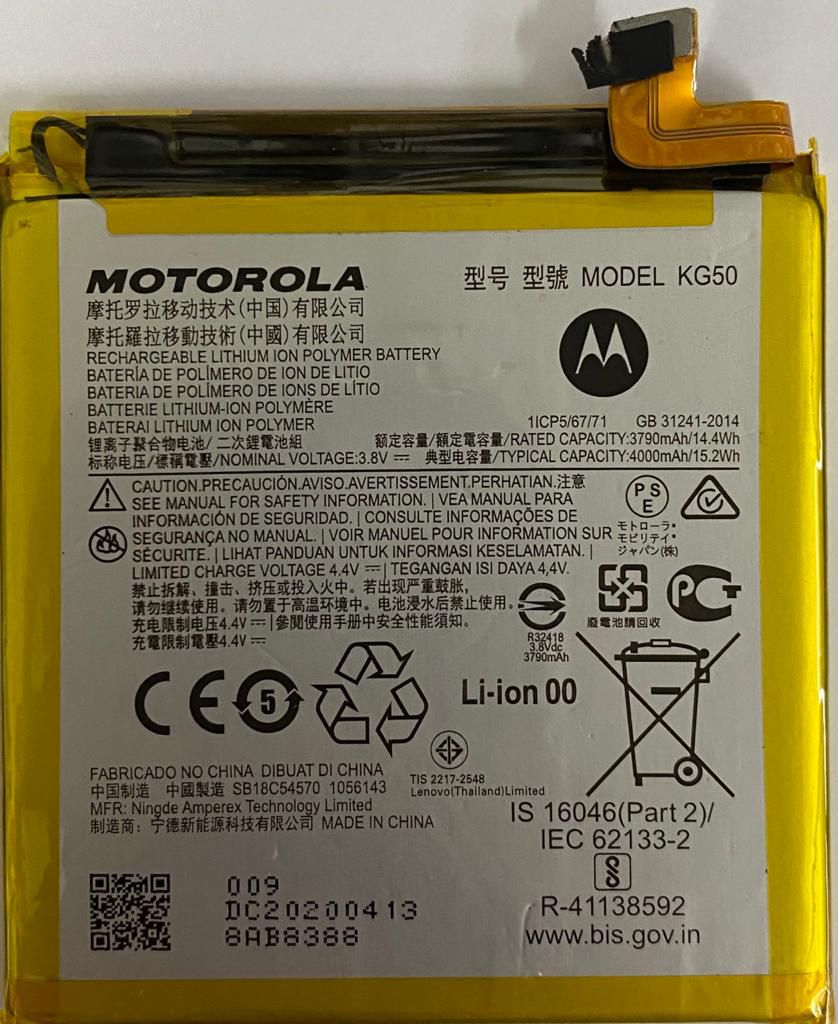 MOTOROLA
型号 型號 MODEL KG50
摩托罗拉移动技术(中国)有限公司
摩托羅拉移動技術(中國)有限公司
RECHARGEABLE LITHIUM ION POLYMER BATTERY
BATERÍA DE POLÍMERO DE ION DE LITIO
BATERIA DE POLÍMERO DE IONS DE LÍTIO
BATTERIE LITHIUM-ION POLYMÈRE
BATERAI LITHIUM ION POLYMER
1ICP5/67/71 GB 31241-2014
锂离子聚合物电池/ 二次鋰電池組 额定容量/額定電容量/RATED CAPACITY:3790mAh/14.4Wh
标称电压/標稱電壓/NOMINAL VOLTAGE:3.8V 典型电容量/TYPICAL CAPACITY:4000mAh/15.2Wh
CAUTION.PRECAUCIÓN.AVISO.AVERTISSEMENT.PERHATIAN.注意
SEE MANUAL FOR SAFETY INFORMATION. | VEA MANUAL PARA
INFORMACIÓN DE SEGURIDAD. | CONSULTE INFORMAÇÕES DE
SEGURANÇA NO MANUAL. | VOIR MANUEL POUR INFORMATION SUR
SÉCURITE. | LIHAT PANDUAN UNTUK INFORMASI KESELAMATAN. |
LIMITED CHARGE VOLTAGE 4.4V | TEGANGAN ISI DAYA 4,4V.
禁止拆解、撞击、挤压或投入火中。若出现严重鼓胀，
请勿继续使用。请勿置于高温环境中。电池浸水后禁止使用。
充电限制电压4.4V | 參閱使用手册中安全性能須知。
充電限制電壓4.4V
PS
E
モトローラ・
モビリティ・
ジャパン(株)
廢電池請回收
PC
R32418
3.8Vdc
3790mAh
CE
5
Li-ion 00
TIS 2217-2548
Lenovo(Thailand)Limited
FABRICADO NO CHINA DIBUAT DI CHINA
中国制造 中國製造 SB18C54570 1056143
MFR: Ningde Amperex Technology Limited
制造商: 宁德新能源科技有限公司 MADE IN CHINA
IS 16046(Part 2)/
IEC 62133-2
R-41138592
www.bis.gov.in
009
DC20200413
8AB8388